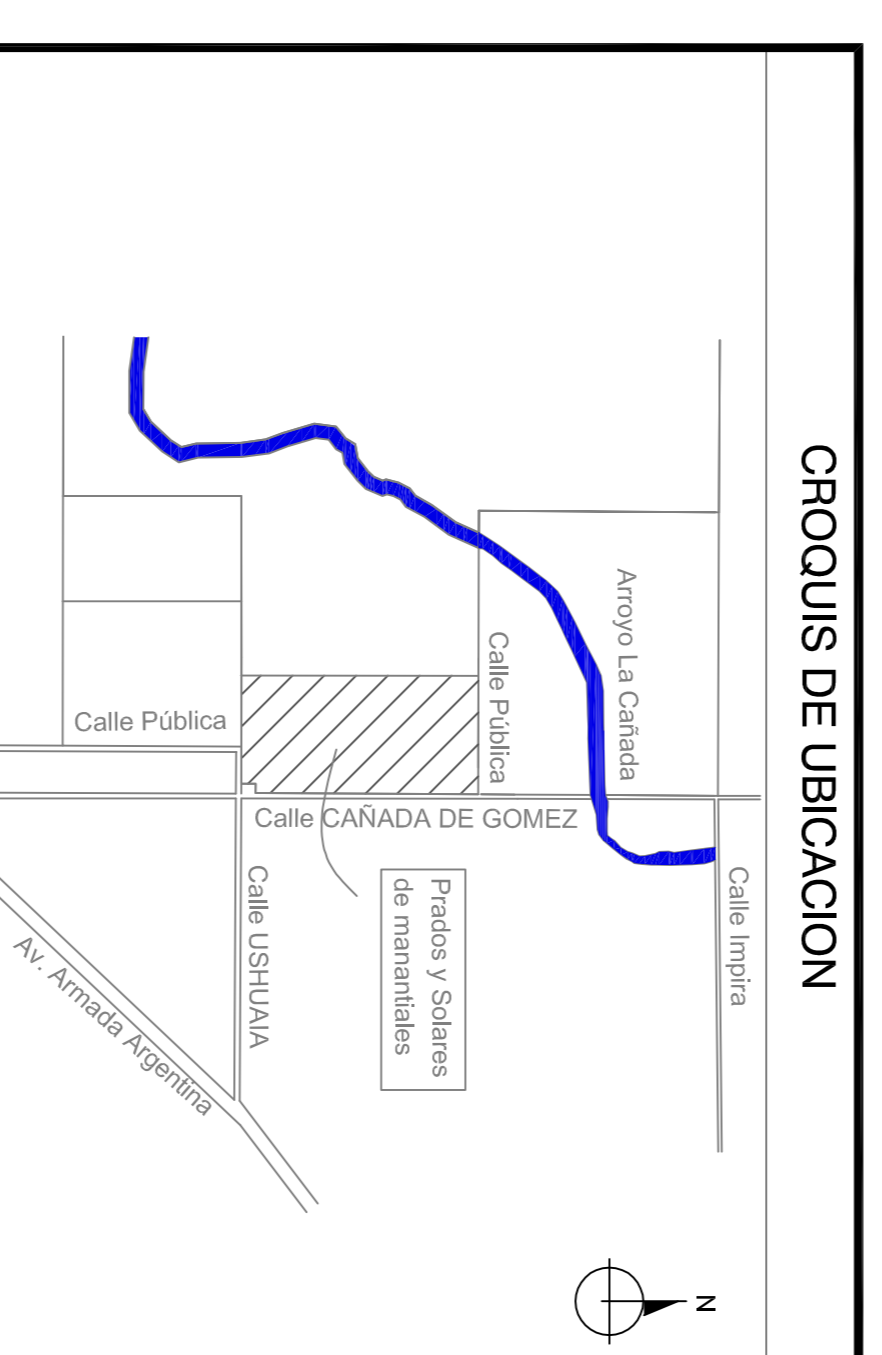 CROQUIS DE UBICACION
Calle Impira
Arroyo La Cañada
Calle Pública
Prados y Solares
de manantiales
Calle CAÑADA DE GOMEZ
Calle USHUAIA
Calle Pública
Av. Armada Argentina
N